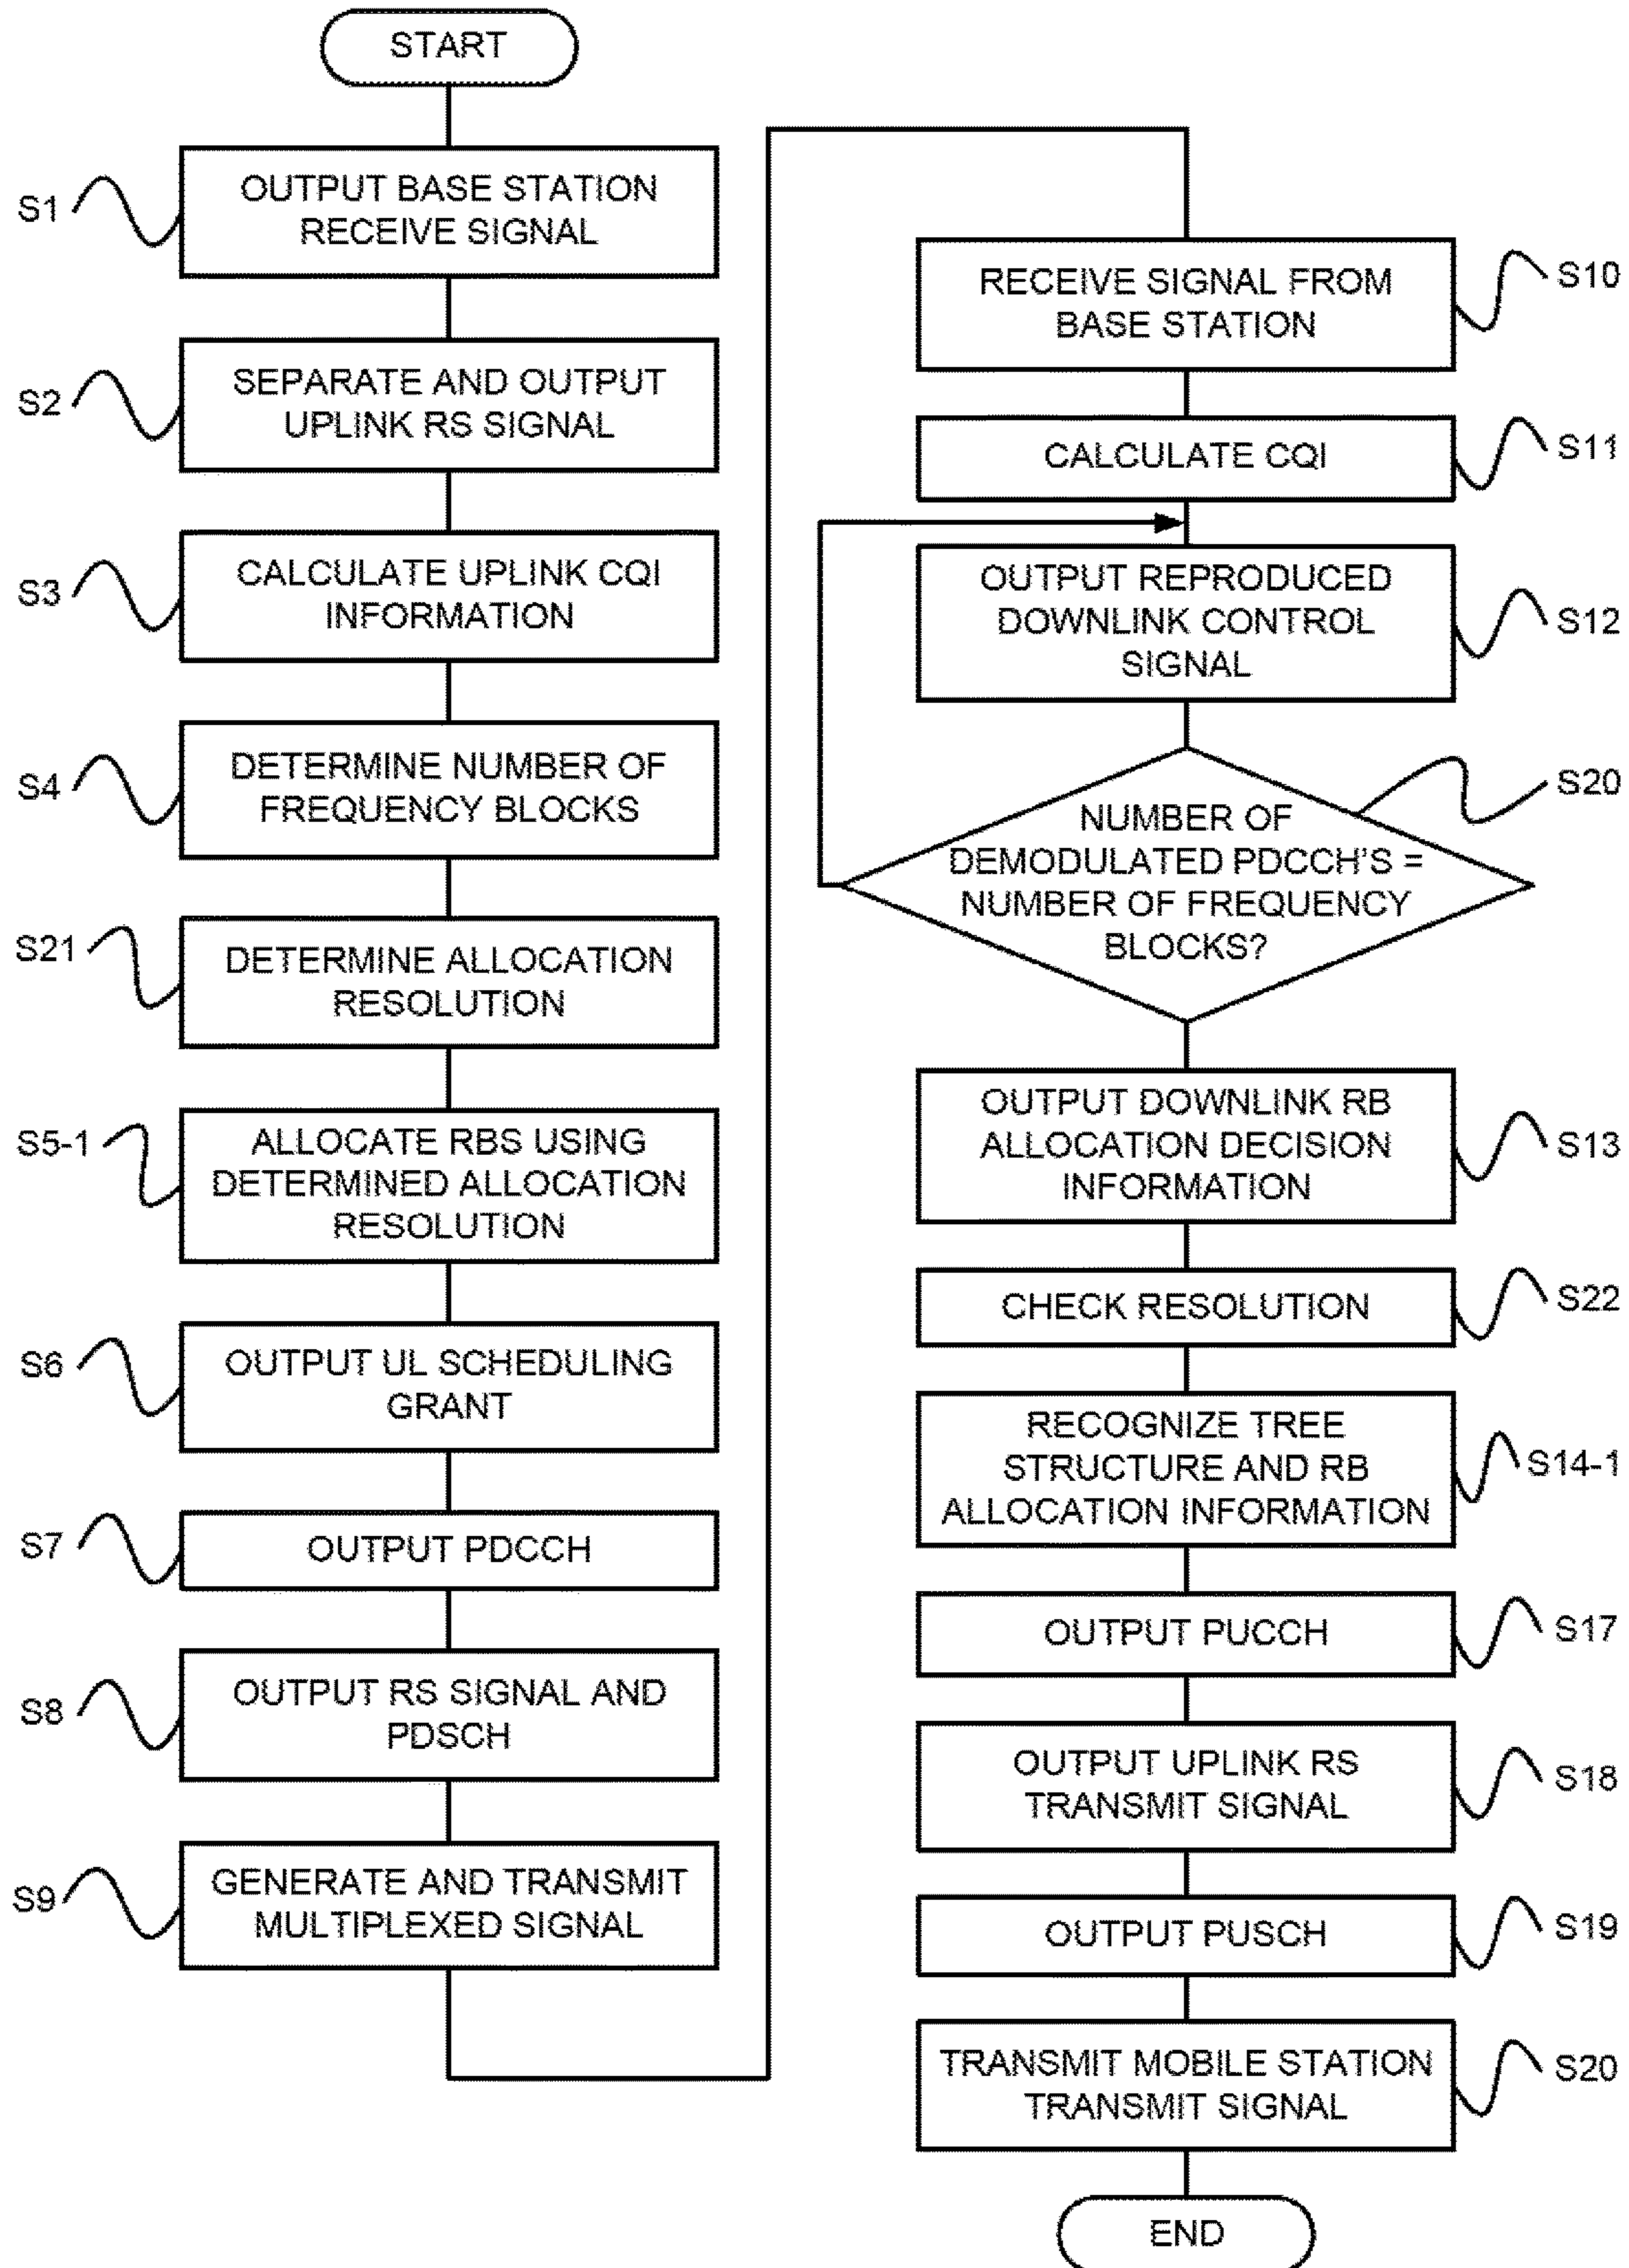 START
S1
OUTPUT BASE STATION
RECEIVE SIGNAL
S2
SEPARATE AND OUTPUT
UPLINK RS SIGNAL
S3
CALCULATE UPLINK CQI
INFORMATION
S4
DETERMINE NUMBER OF
FREQUENCY BLOCKS
S21
DETERMINE ALLOCATION
RESOLUTION
S5-1
ALLOCATE RBS USING
DETERMINED ALLOCATION
RESOLUTION
S6
OUTPUT UL SCHEDULING
GRANT
S7
OUTPUT PDCCH
S8
OUTPUT RS SIGNAL AND
PDSCH
S9
GENERATE AND TRANSMIT
MULTIPLEXED SIGNAL
RECEIVE SIGNAL FROM
BASE STATION
S10
CALCULATE CQI
S11
OUTPUT REPRODUCED
DOWNLINK CONTROL
SIGNAL
S12
NUMBER OF
DEMODULATED PDCCH'S =
NUMBER OF FREQUENCY
BLOCKS?
S20
OUTPUT DOWNLINK RB
ALLOCATION DECISION
INFORMATION
S13
CHECK RESOLUTION
S22
RECOGNIZE TREE
STRUCTURE AND RB
ALLOCATION INFORMATION
S14-1
OUTPUT PUCCH
S17
OUTPUT UPLINK RS
TRANSMIT SIGNAL
S18
OUTPUT PUSCH
S19
TRANSMIT MOBILE STATION
TRANSMIT SIGNAL
S20
END